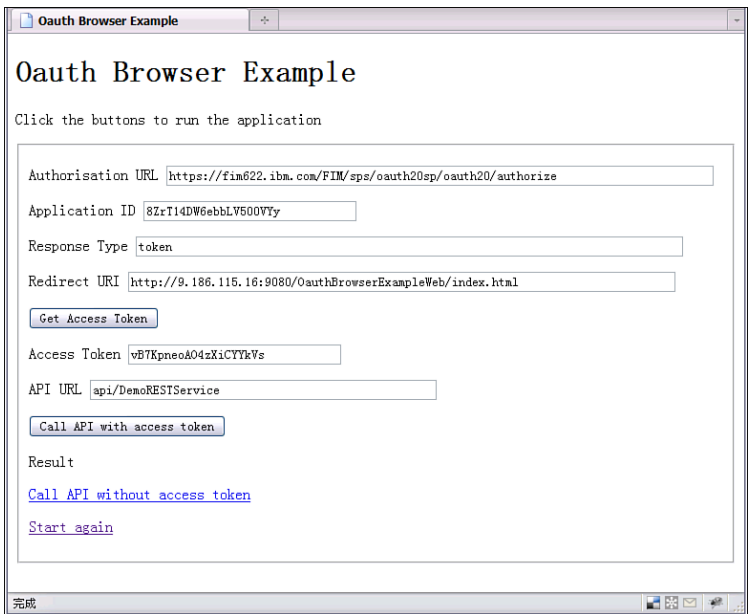 Oauth Browser Example
Oauth Browser Example
Click the buttons to run the application
Authorisation URL https://fim622.ibm.com/FIM/sps/oauth20sp/oauth20/authorize
Application ID 8ZrT14DW6ebbLV500VYy
Response Type token
Redirect URI http://9.186.115.16:9080/OauthBrowserExampleWeb/index.html
Get Access Token
Access Token vB7KpneoAO4zXiCYYkVs
API URL api/DemoRESTService
Call API with access token
Result
Call API without access token
Start again
完成